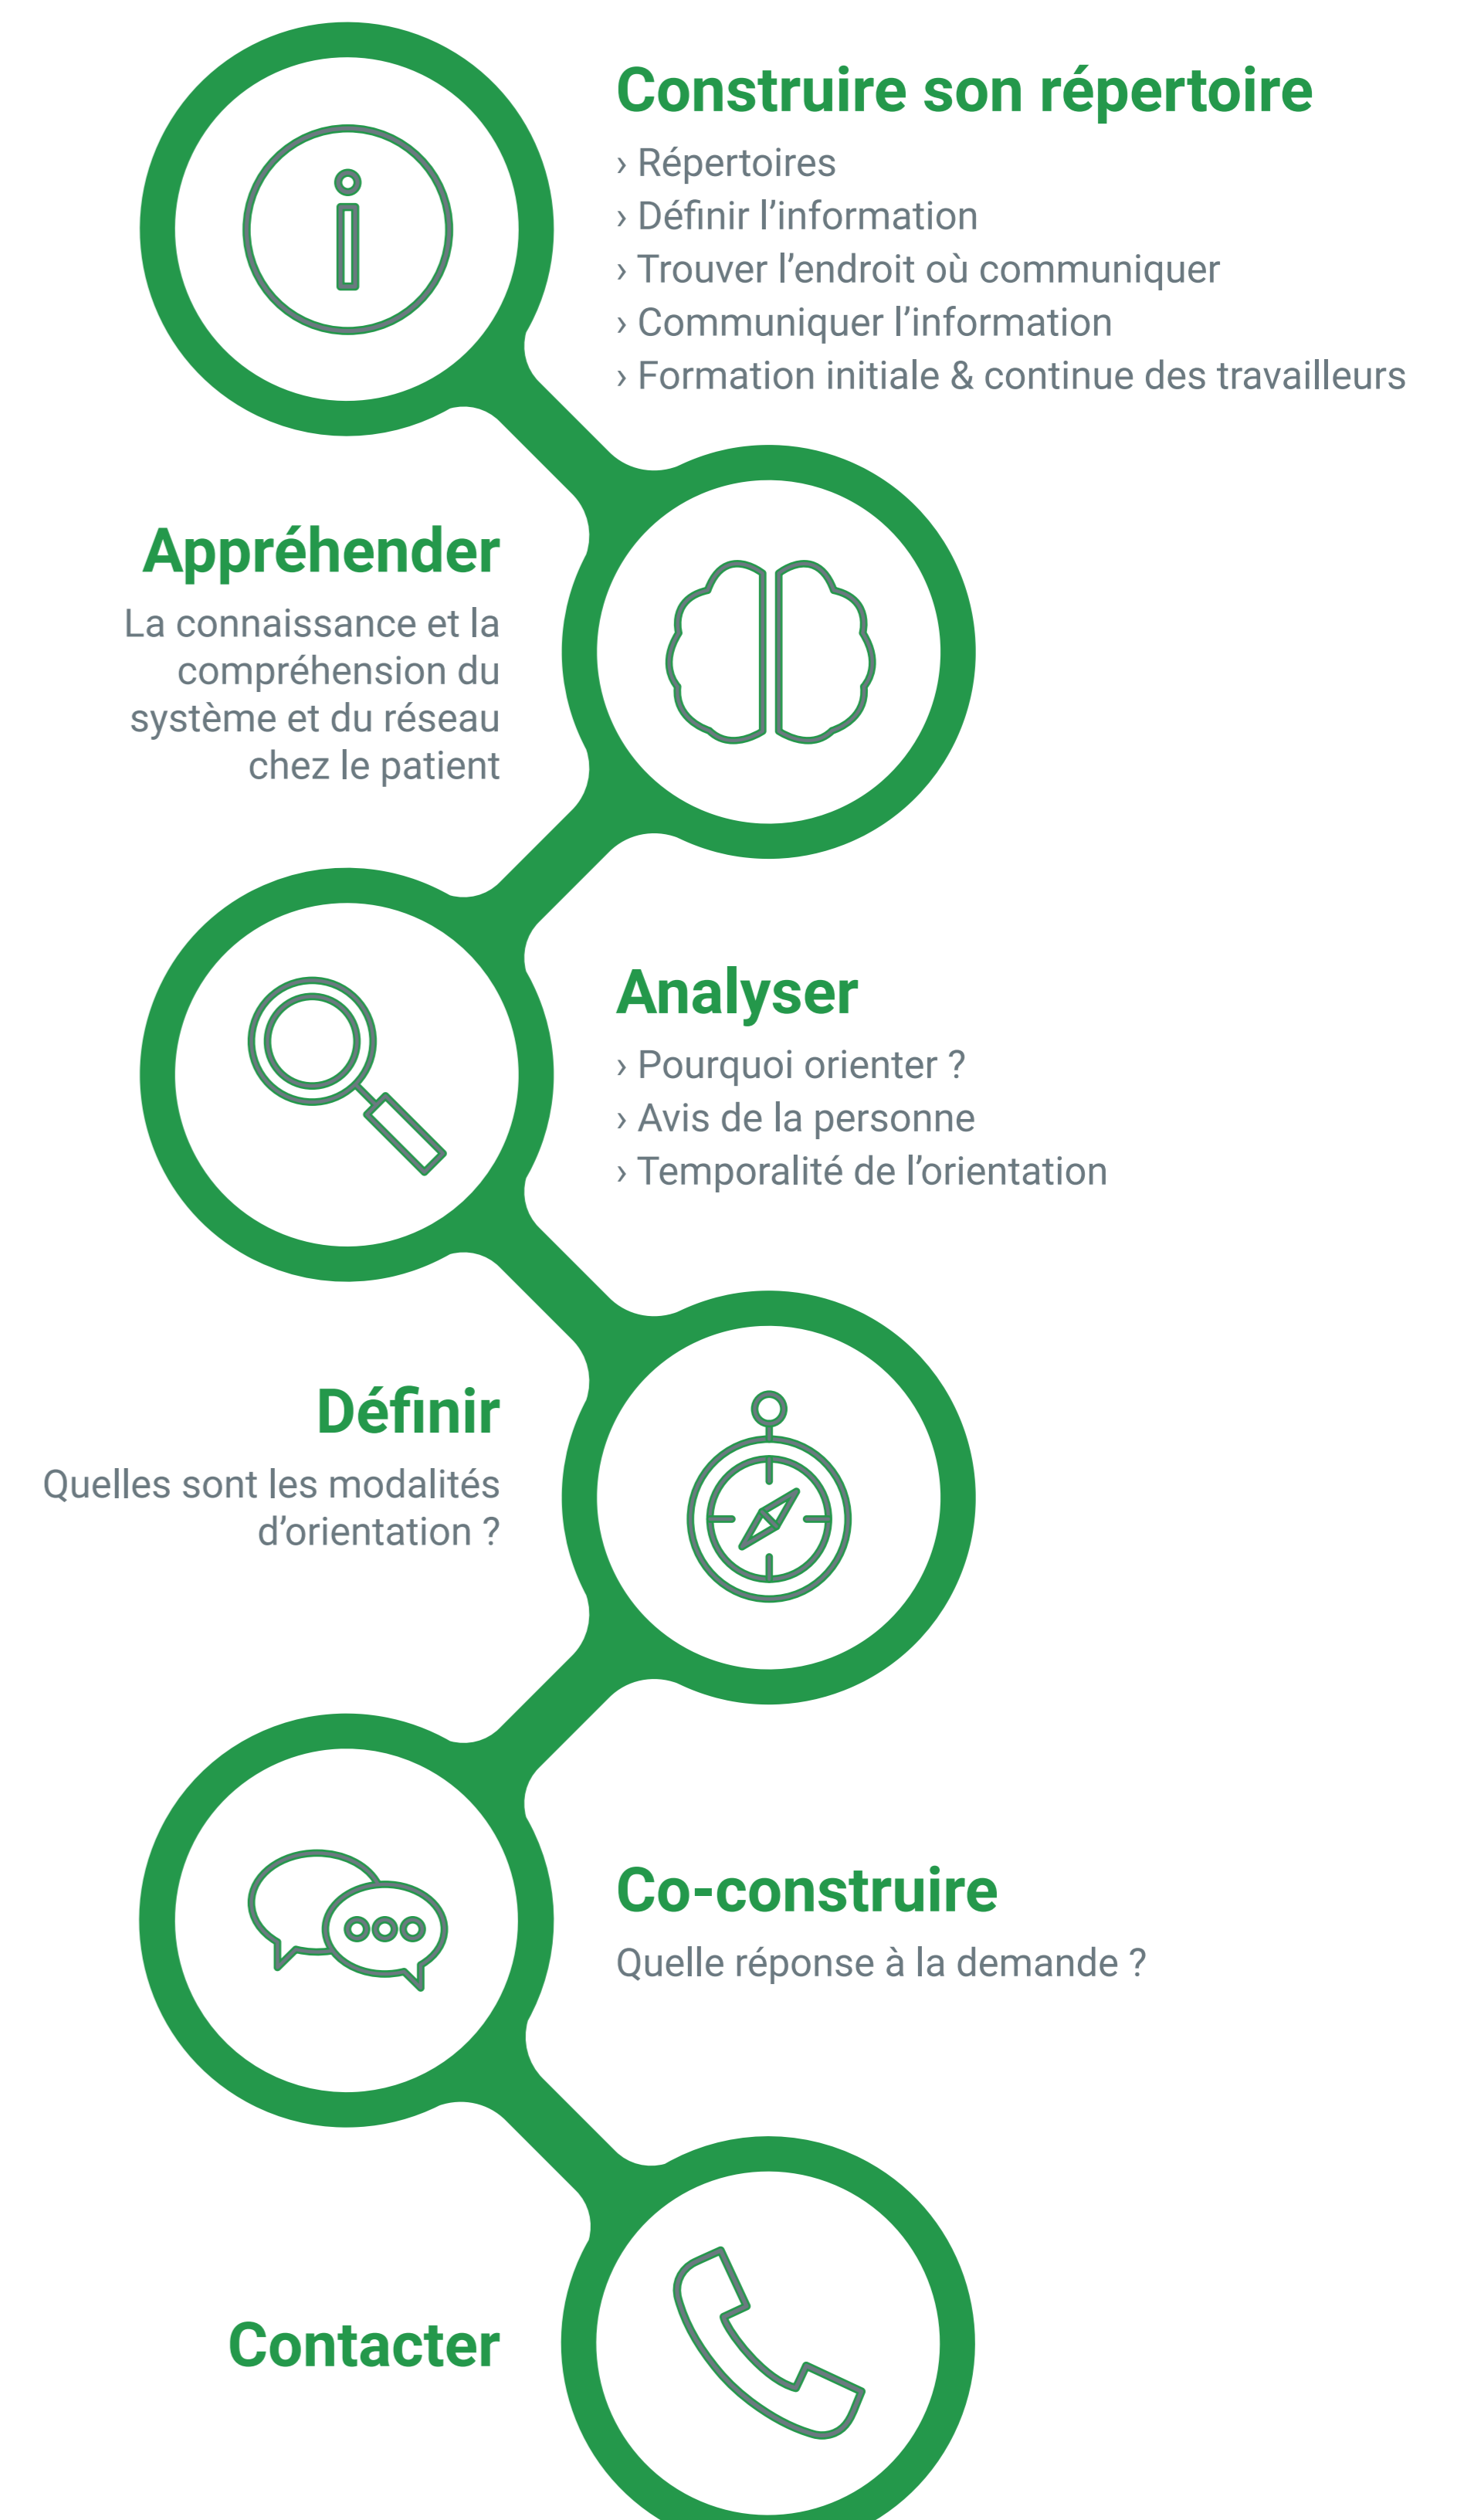 Construire son répertoire
› Répertoires
› Définir l’information
› Trouver l’endroit où communiquer
› Communiquer l’information
› Formation initiale & continue des travailleurs
Appréhender
La connaissance et la
compréhension du
système et du réseau
chez le patient
Analyser
› Pourquoi orienter ?
› Avis de la personne
› Temporalité de l’orientation
Définir
Quelles sont les modalités
d’orientation ?
Co-construire
Quelle réponse à la demande ?
Contacter